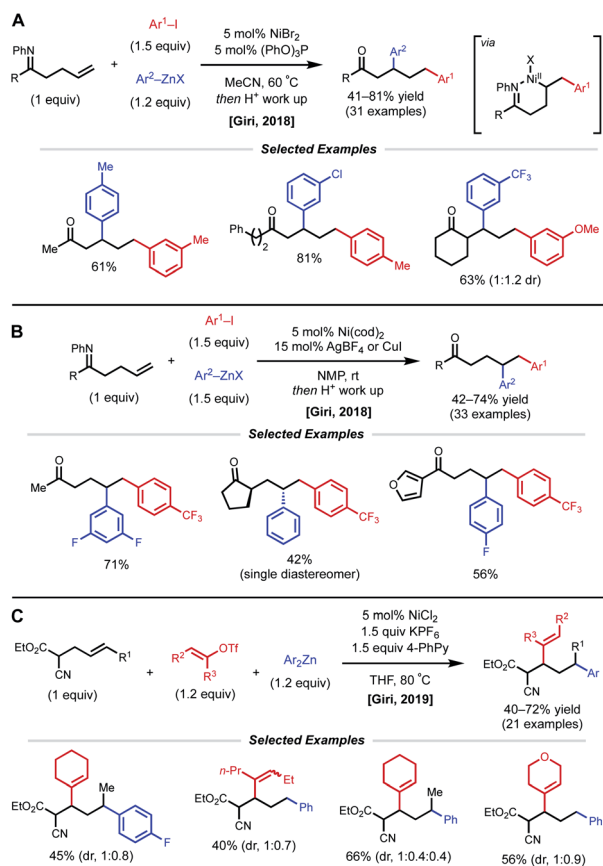 A
PhN
R
(1 equiv)
+
Ar1–I
(1.5 equiv)
Ar2–ZnX
(1.2 equiv)
5 mol% NiBr2
5 mol% (PhO)3P
MeCN, 60 °C
then H+ work up
[Giri, 2018]
O
R
Ar2
Ar1
41–81% yield
(31 examples)
via
X
NiII
PhN
R
Ar1
Selected Examples
Me
O
Me
Me
61%
Cl
O
Ph
( )2
Me
81%
CF3
O
OMe
63% (1:1.2 dr)
B
PhN
R
(1 equiv)
+
Ar1–I
(1.5 equiv)
Ar2–ZnX
(1.5 equiv)
5 mol% Ni(cod)2
15 mol% AgBF4 or CuI
NMP, rt
then H+ work up
[Giri, 2018]
O
R
Ar1
Ar2
42–74% yield
(33 examples)
Selected Examples
O
Me
CF3
F
F
71%
O
CF3
42%
(single diastereomer)
O
O
CF3
F
56%
C
EtO2C
CN
R1
(1 equiv)
+
R2
OTf
R3
(1.2 equiv)
+
Ar2Zn
(1.2 equiv)
5 mol% NiCl2
1.5 quiv KPF6
1.5 equiv 4-PhPy
THF, 80 °C
[Giri, 2019]
R2
R3
R1
EtO2C
Ar
CN
40–72% yield
(21 examples)
Selected Examples
Me
EtO2C
CN
F
45% (dr, 1:0.8)
n-Pr
Et
EtO2C
Ph
CN
40% (dr, 1:0.7)
Me
EtO2C
Ph
CN
66% (dr, 1:0.4:0.4)
O
EtO2C
Ph
CN
56% (dr, 1:0.9)